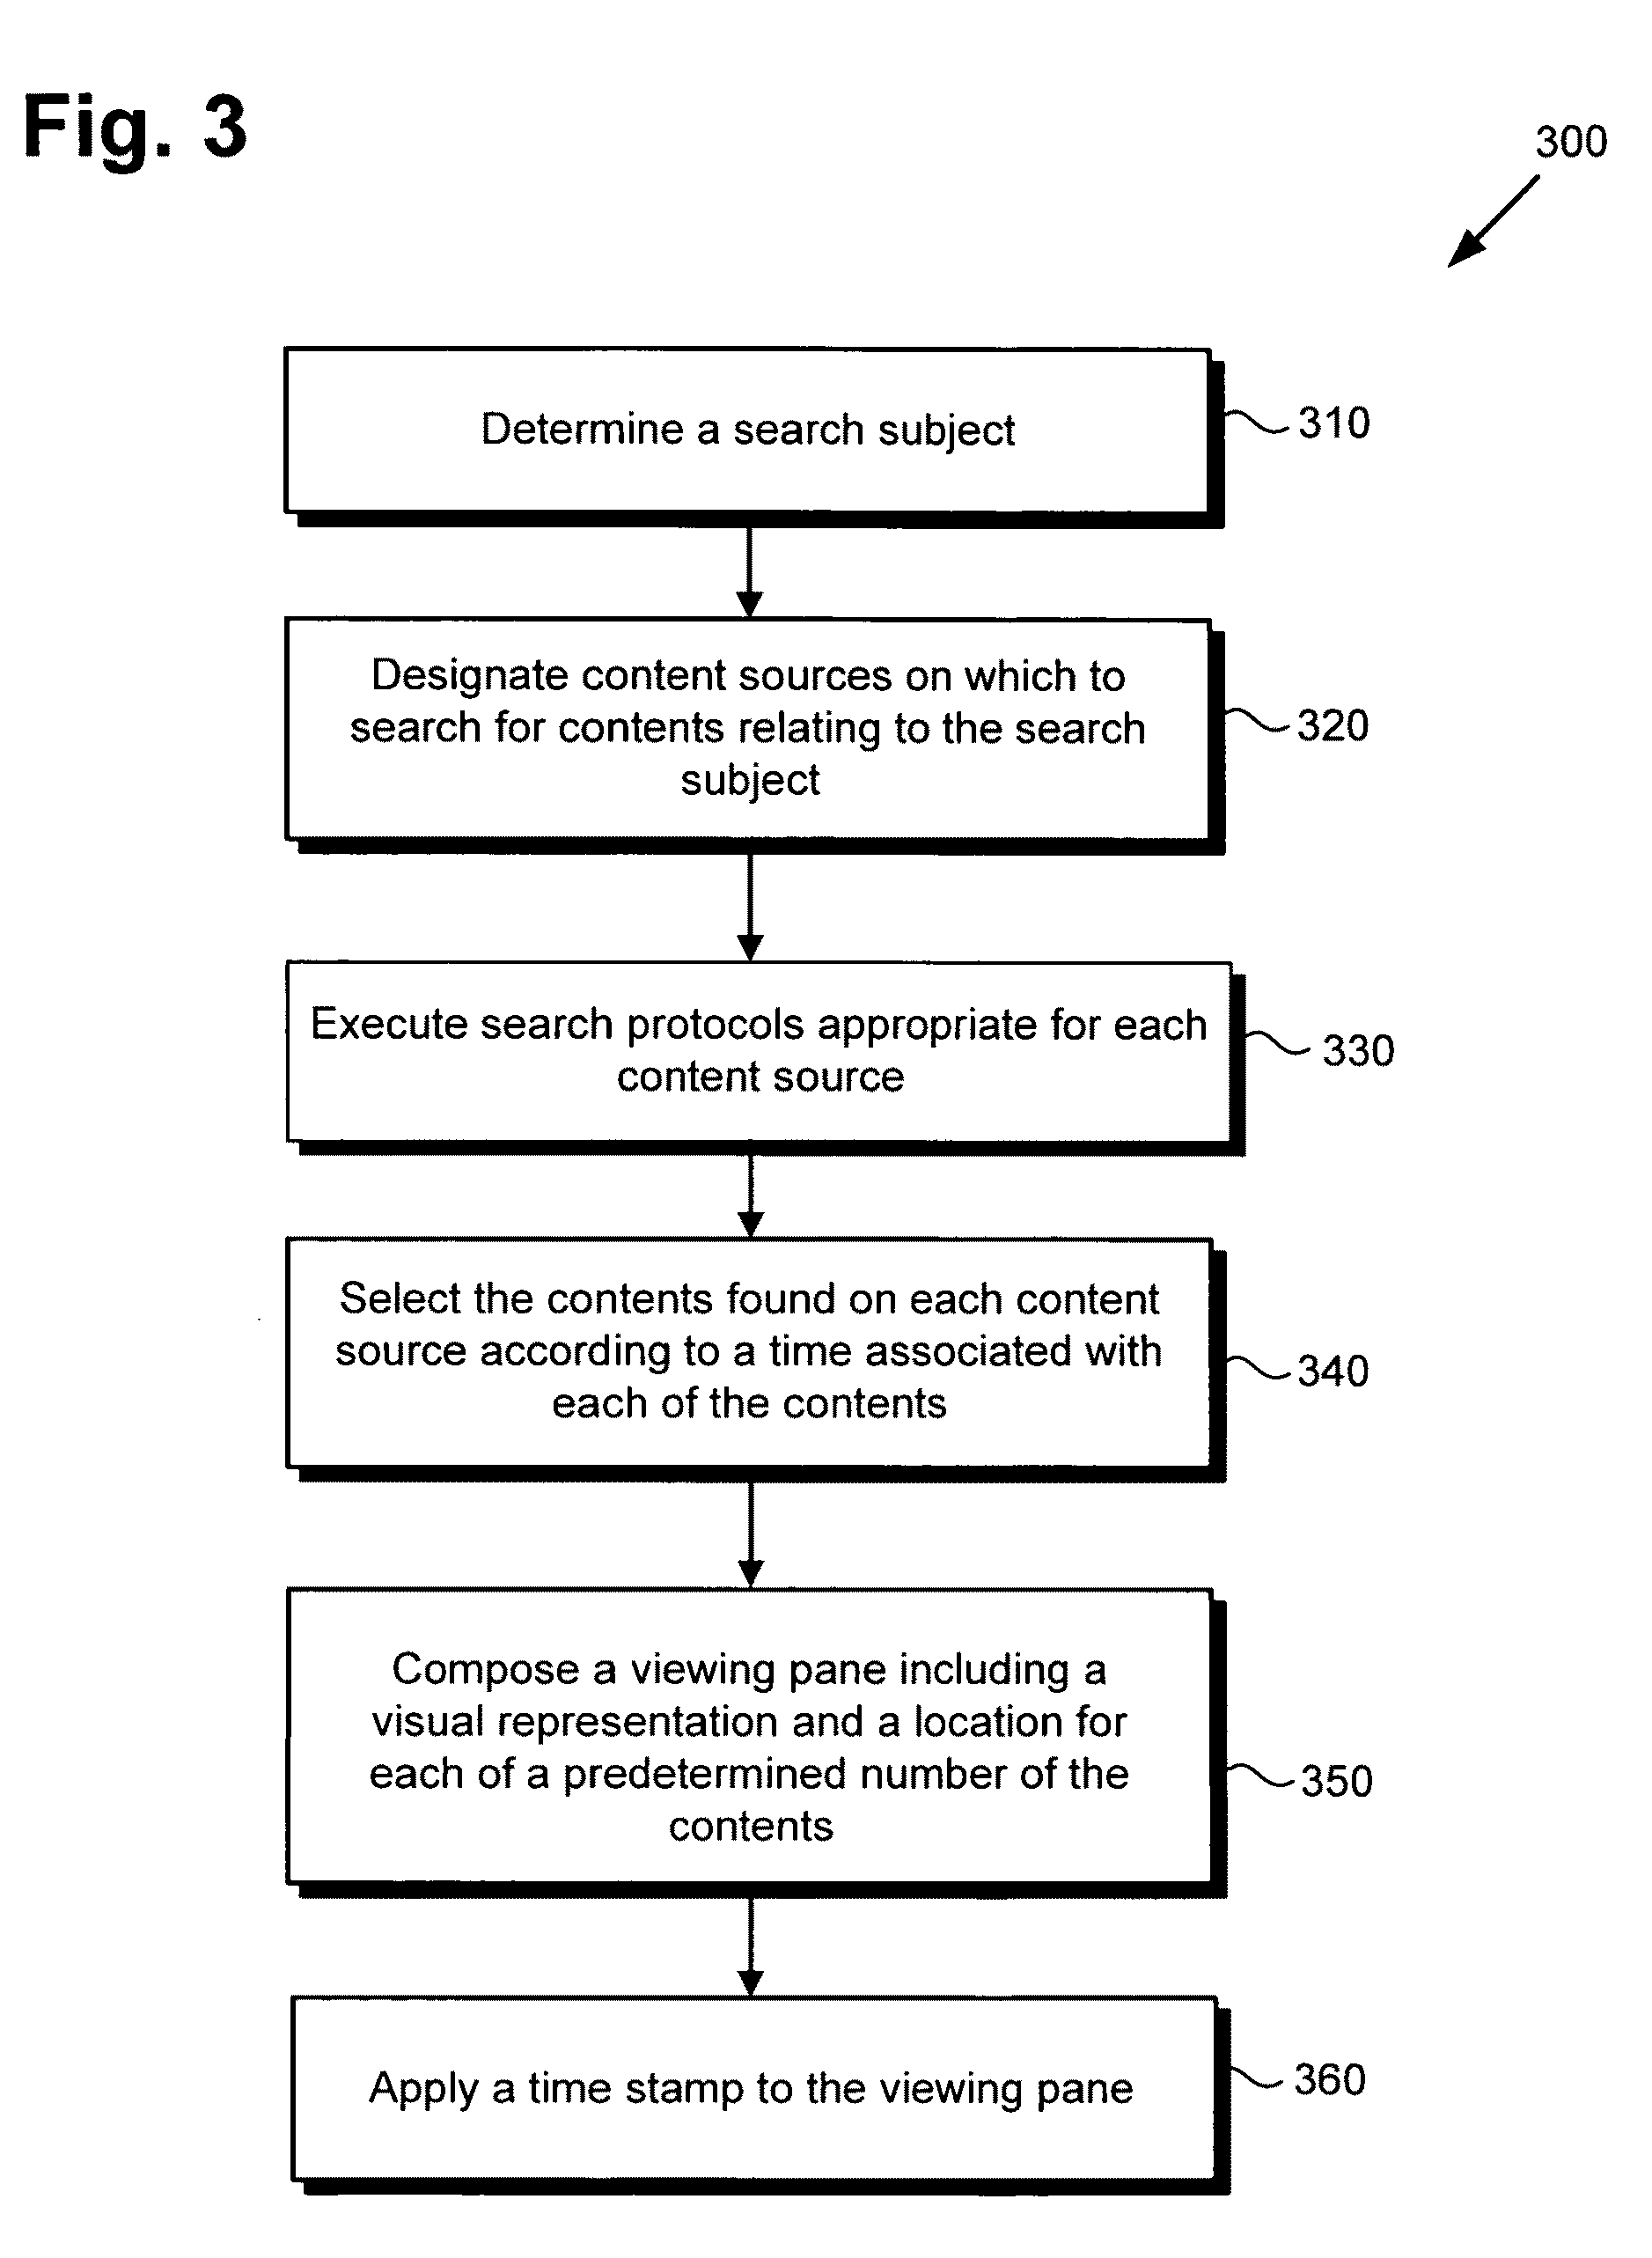 Fig. 3
300
Determine a search subject
310
Designate content sources on which to
search for contents relating to the search
subject
320
Execute search protocols appropriate for each
content source
330
Select the contents found on each content
source according to a time associated with
each of the contents
340
Compose a viewing pane including a
visual representation and a location for
each of a predetermined number of the
contents
350
Apply a time stamp to the viewing pane
360